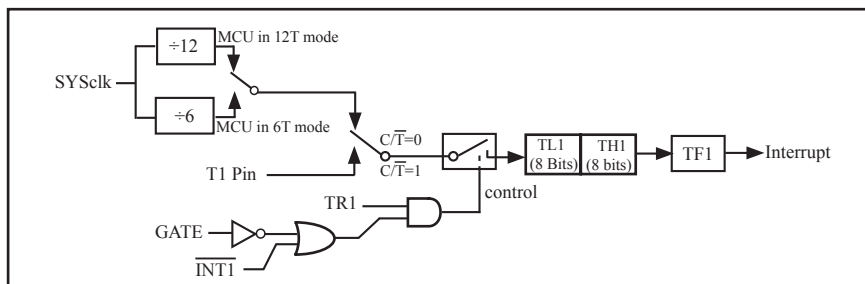 ÷12
MCU in 12T mode
SYSclk
÷6
MCU in 6T mode
C/T̅=0
C/T̅=1
T1 Pin
TL1
(8 Bits)
TH1
(8 bits)
TF1
Interrupt
control
TR1
GATE
I̅N̅T̅1̅